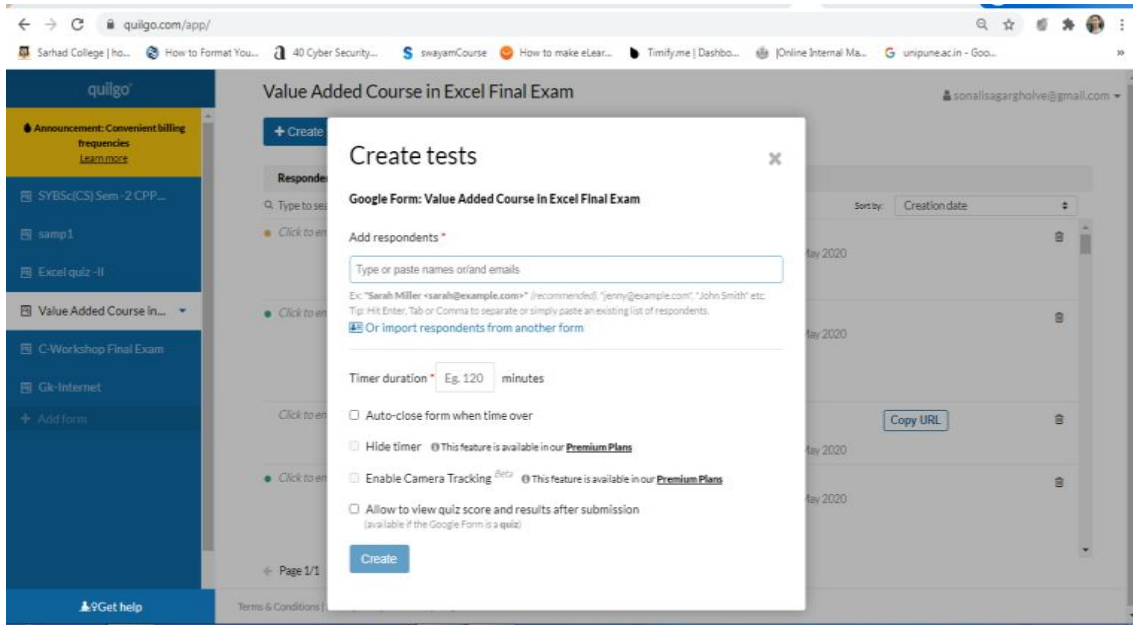 quilgo.com/app/
Sarhad College | ho...
How to Format You...
40 Cyber Security...
swayamCourse
How to make eLear...
Timify.me | Dashbo...
|Online Internal Ma...
unipune.ac.in - Goo...
»
quilgo
Announcement: Convenient billing
frequencies
Learn more
SYBSc(CS) Sem -2 CPP...
samp1
Excel quiz -II
Value Added Course in...
C-Workshop Final Exam
Gk-Internet
+ Add form
Get help
Value Added Course in Excel Final Exam
sonalisagargholve@gmail.com
+ Create
Responde
Type to sea
Sort by: Creation date
Click to en
May 2020
Click to en
May 2020
Click to en
Copy URL
May 2020
Click to en
May 2020
Page 1/1
Terms & Conditions |
Create tests
×
Google Form: Value Added Course in Excel Final Exam
Add respondents *
Type or paste names or/and emails
Ex: "Sarah Miller <sarah@example.com>" (recommended), "jenny@example.com", "John Smith" etc.
Tip: Hit Enter, Tab or Comma to separate or simply paste an existing list of respondents.
Or import respondents from another form
Timer duration * Eg. 120 minutes
Auto-close form when time over
Hide timer This feature is available in our Premium Plans
Enable Camera Tracking Beta This feature is available in our Premium Plans
Allow to view quiz score and results after submission
(available if the Google Form is a quiz)
Create